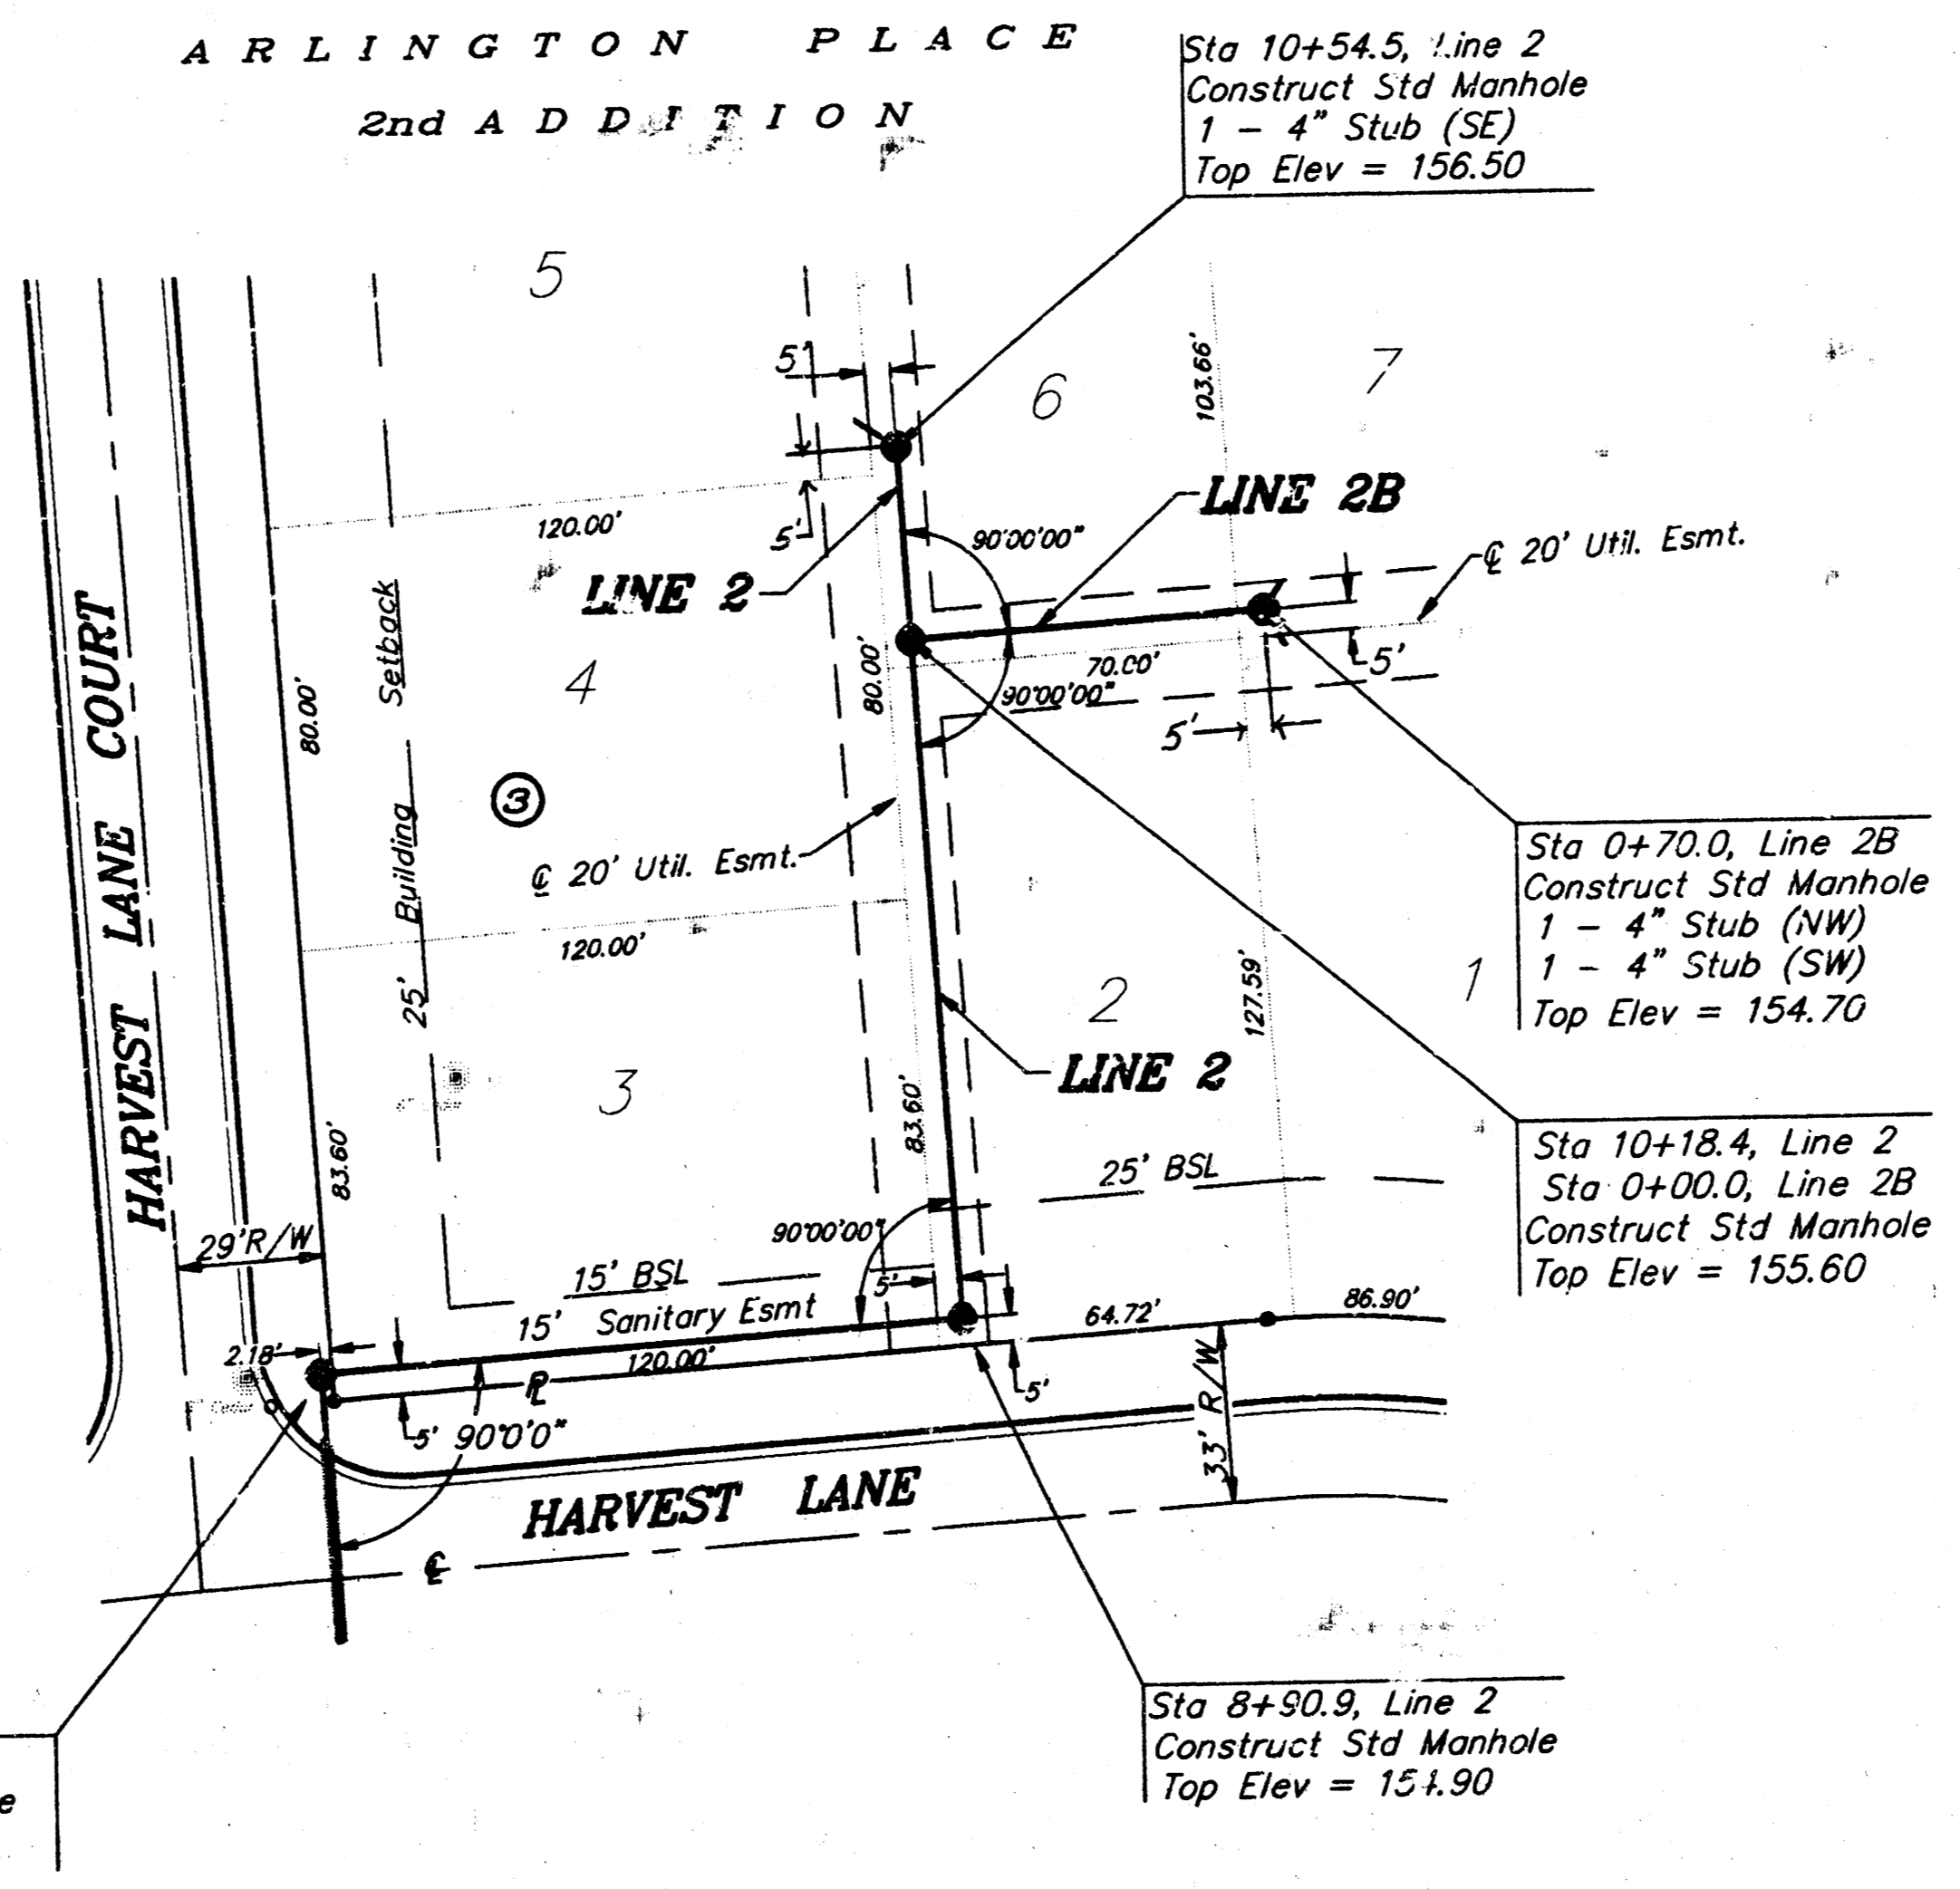 ARLINGTON PLACE
2nd ADDITION
Sta 10+54.5, Line 2
Construct Std Manhole
1 - 4" Stub (SE)
Top Elev = 156.50
5
5'
6
7
103.66'
LINE 2B
120.00'
5'
90°00'00"
℄ 20' Util. Esmt.
LINE 2
HARVEST LANE COURT
25' Building Setback
80.00'
4
80.00'
70.00'
90°00'00"
5'
5'
3
℄ 20' Util. Esmt.
Sta 0+70.0, Line 2B
Construct Std Manhole
1 - 4" Stub (NW)
1 - 4" Stub (SW)
Top Elev = 154.70
120.00'
2
127.59'
1
LINE 2
3
83.60'
83.60'
25' BSL
Sta 10+18.4, Line 2
Sta 0+00.0, Line 2B
Construct Std Manhole
Top Elev = 155.60
29' R/W
90°00'00"
15' BSL
5'
15' Sanitary Esmt
64.72'
86.90'
2.18'
120.00'
℄
5'
5'
90°0'0"
33' R/W
HARVEST LANE
℄
Sta 8+90.9, Line 2
Construct Std Manhole
Top Elev =
e